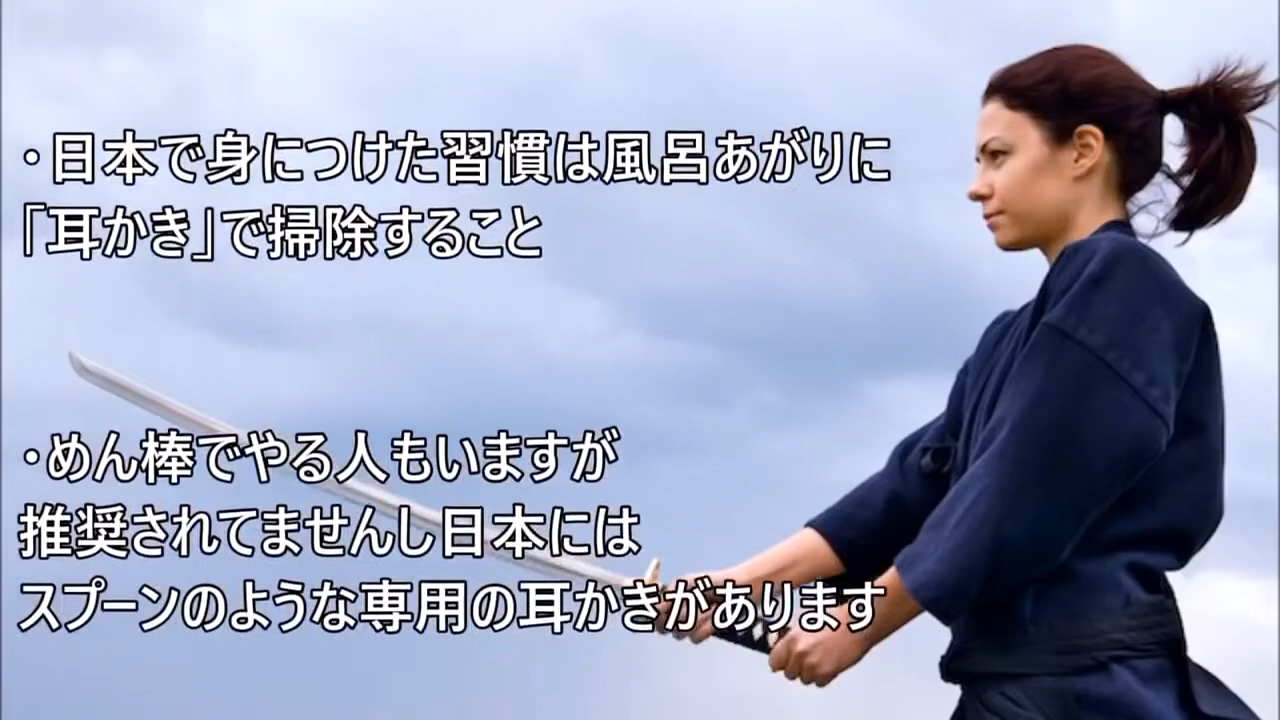 ・日本で身につけた習慣は風呂あがりに
「耳かき」で掃除すること
・めん棒でやる人もいますが
推奨されてませんし日本には
スプーンのような専用の耳かきがあります